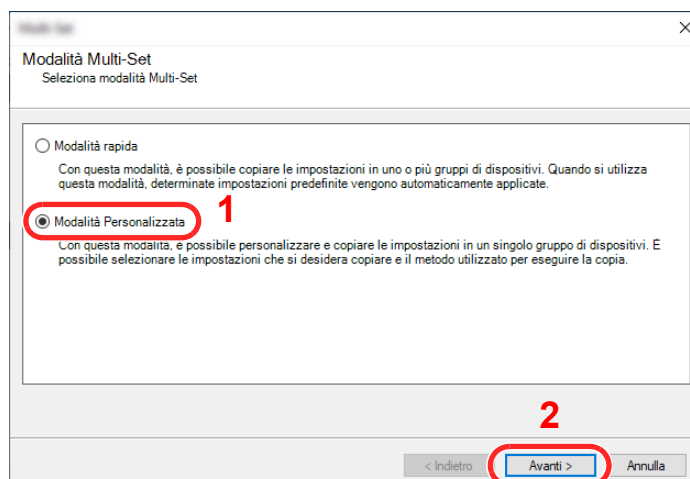 Modalità Multi-Set
Seleziona modalità Multi-Set
Modalità rapida
Con questa modalità, è possibile copiare le impostazioni in uno o più gruppi di dispositivi. Quando si utilizza
questa modalità, determinate impostazioni predefinite vengono automaticamente applicate.
1
Modalità Personalizzata
Con questa modalità, è possibile personalizzare e copiare le impostazioni in un singolo gruppo di dispositivi. È
possibile selezionare le impostazioni che si desidera copiare e il metodo utilizzato per eseguire la copia.
2
< Indietro
Avanti >
Annulla